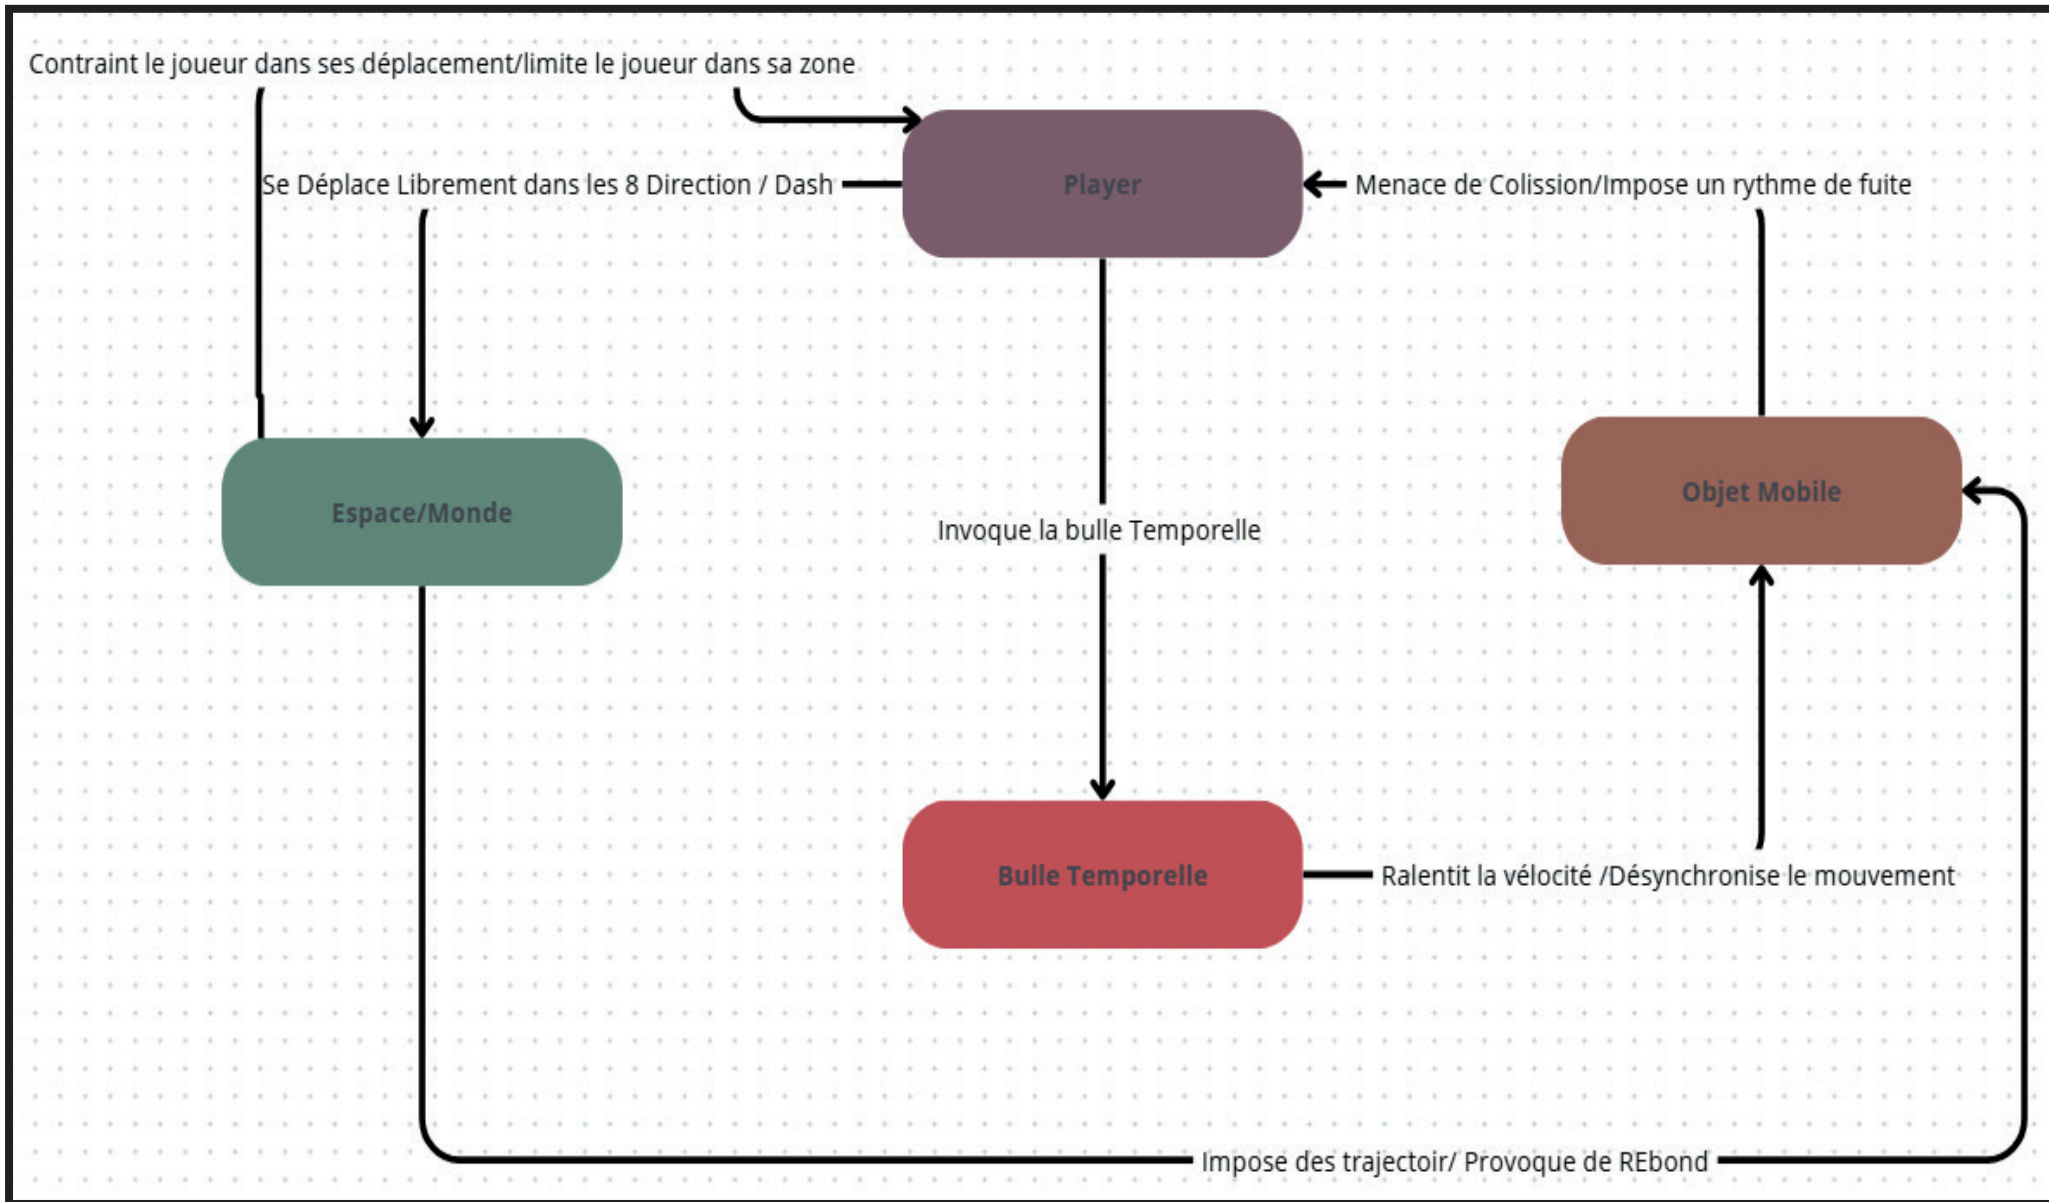 Contraint le joueur dans ses déplacement/limite le joueur dans sa zone
Se Déplace Librement dans les 8 Direction / Dash
Player
Menace de Colission/Impose un rythme de fuite
Espace/Monde
Objet Mobile
Invoque la bulle Temporelle
Bulle Temporelle
Ralentit la vélocité /Désynchronise le mouvement
Impose des trajectoir/ Provoque de REbond